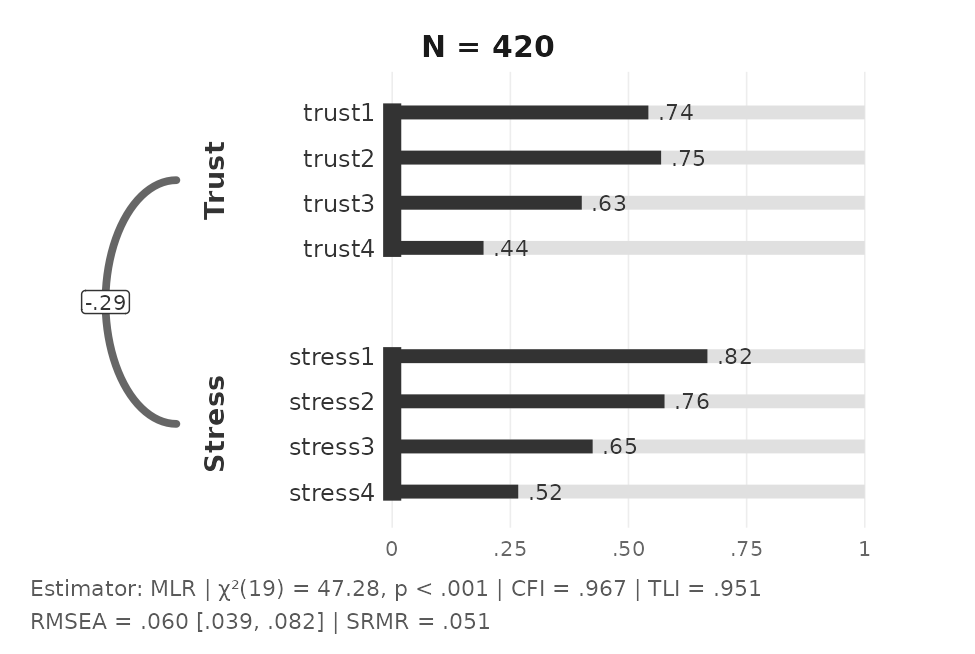 N = 420
Trust
trust1 .74
trust2 .75
trust3 .63
trust4 .44
-.29
Stress
stress1 .82
stress2 .76
stress3 .65
stress4 .52
0 .25 .50 .75 1
Estimator: MLR | χ²(19) = 47.28, p < .001 | CFI = .967 | TLI = .951
RMSEA = .060 [.039, .082] | SRMR = .051